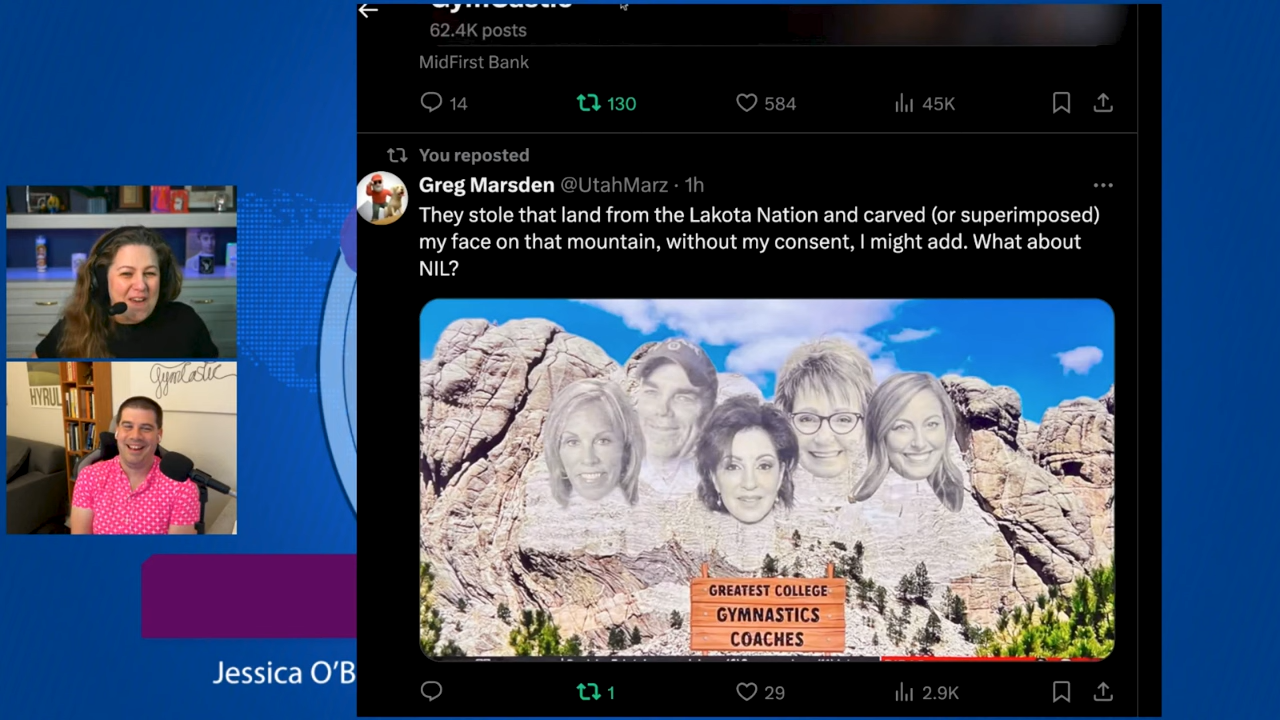 GymCastic
62.4K posts
MidFirst Bank
14
130
584
45K
You reposted
Greg Marsden @UtahMarz · 1h
They stole that land from the Lakota Nation and carved (or superimposed)
my face on that mountain, without my consent, I might add. What about
NIL?
GREATEST COLLEGE
GYMNASTICS
COACHES
1
29
2.9K
HYRUL
GymCastic
Jessica O'B